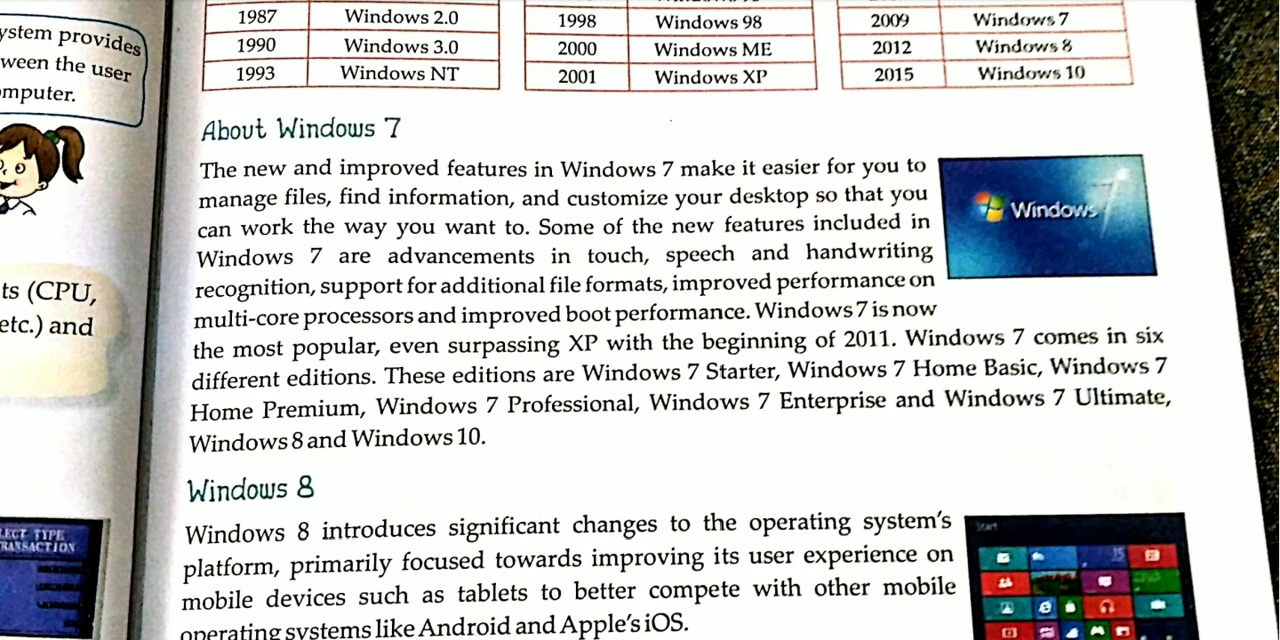 ystem provides
ween the user
mputer.
ts (CPU,
etc.) and
LECT TYPE
RANSACTION
1987 Windows 2.0
1990 Windows 3.0
1993 Windows NT
1998 Windows 98
2000 Windows ME
2001 Windows XP
2009 Windows 7
2012 Windows 8
2015 Windows 10
About Windows 7
The new and improved features in Windows 7 make it easier for you to
manage files, find information, and customize your desktop so that you
can work the way you want to. Some of the new features included in
Windows 7 are advancements in touch, speech and handwriting
recognition, support for additional file formats, improved performance on
multi-core processors and improved boot performance. Windows 7 is now
the most popular, even surpassing XP with the beginning of 2011. Windows 7 comes in six
different editions. These editions are Windows 7 Starter, Windows 7 Home Basic, Windows 7
Home Premium, Windows 7 Professional, Windows 7 Enterprise and Windows 7 Ultimate,
Windows 8 and Windows 10.
Windows 7
Windows 8
Windows 8 introduces significant changes to the operating system's
platform, primarily focused towards improving its user experience on
mobile devices such as tablets to better compete with other mobile
operating systems like Android and Apple's iOS.
Start